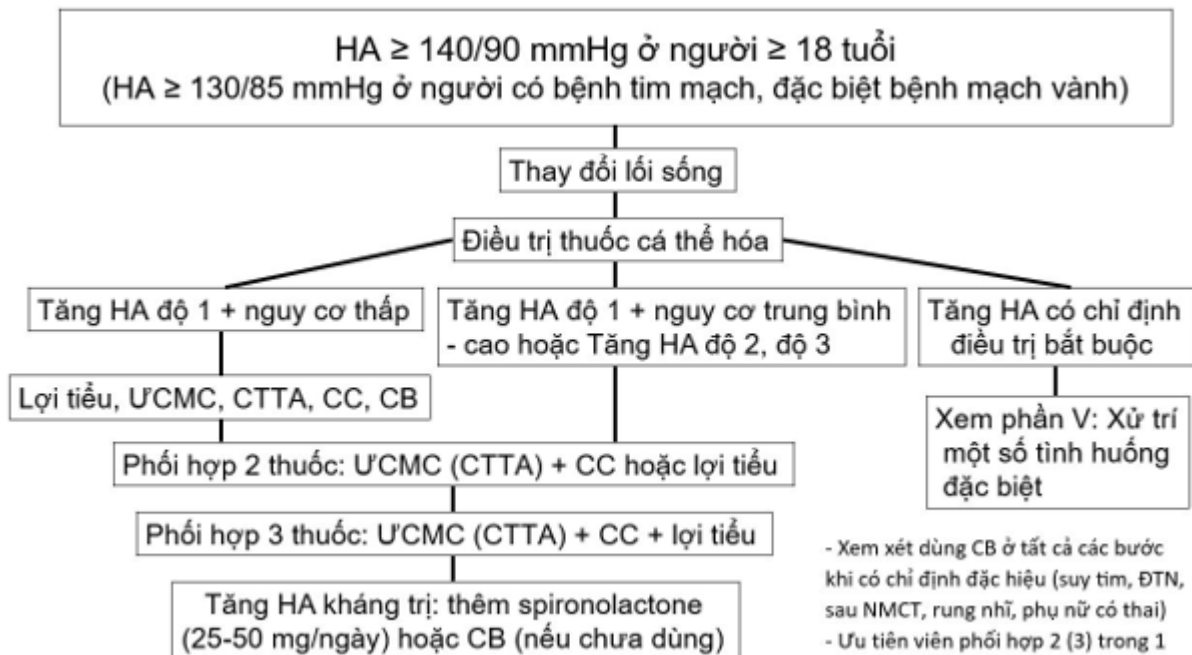 HA ≥ 140/90 mmHg ở người ≥ 18 tuổi
(HA ≥ 130/85 mmHg ở người có bệnh tim mạch, đặc biệt bệnh mạch vành)
Thay đổi lối sống
Điều trị thuốc cá thể hóa
Tăng HA độ 1 + nguy cơ thấp
Tăng HA độ 1 + nguy cơ trung bình
- cao hoặc Tăng HA độ 2, độ 3
Tăng HA có chỉ định
điều trị bắt buộc
Lợi tiểu, ƯCMC, CTTA, CC, CB
Xem phần V: Xử trí
một số tình huống
đặc biệt
Phối hợp 2 thuốc: ƯCMC (CTTA) + CC hoặc lợi tiểu
Phối hợp 3 thuốc: ƯCMC (CTTA) + CC + lợi tiểu
Tăng HA kháng trị: thêm spironolactone
(25-50 mg/ngày) hoặc CB (nếu chưa dùng)
- Xem xét dùng CB ở tất cả các bước
khi có chỉ định đặc hiệu (suy tim, ĐTN,
sau NMCT, rung nhĩ, phụ nữ có thai)
- Ưu tiên viên phối hợp 2 (3) trong 1